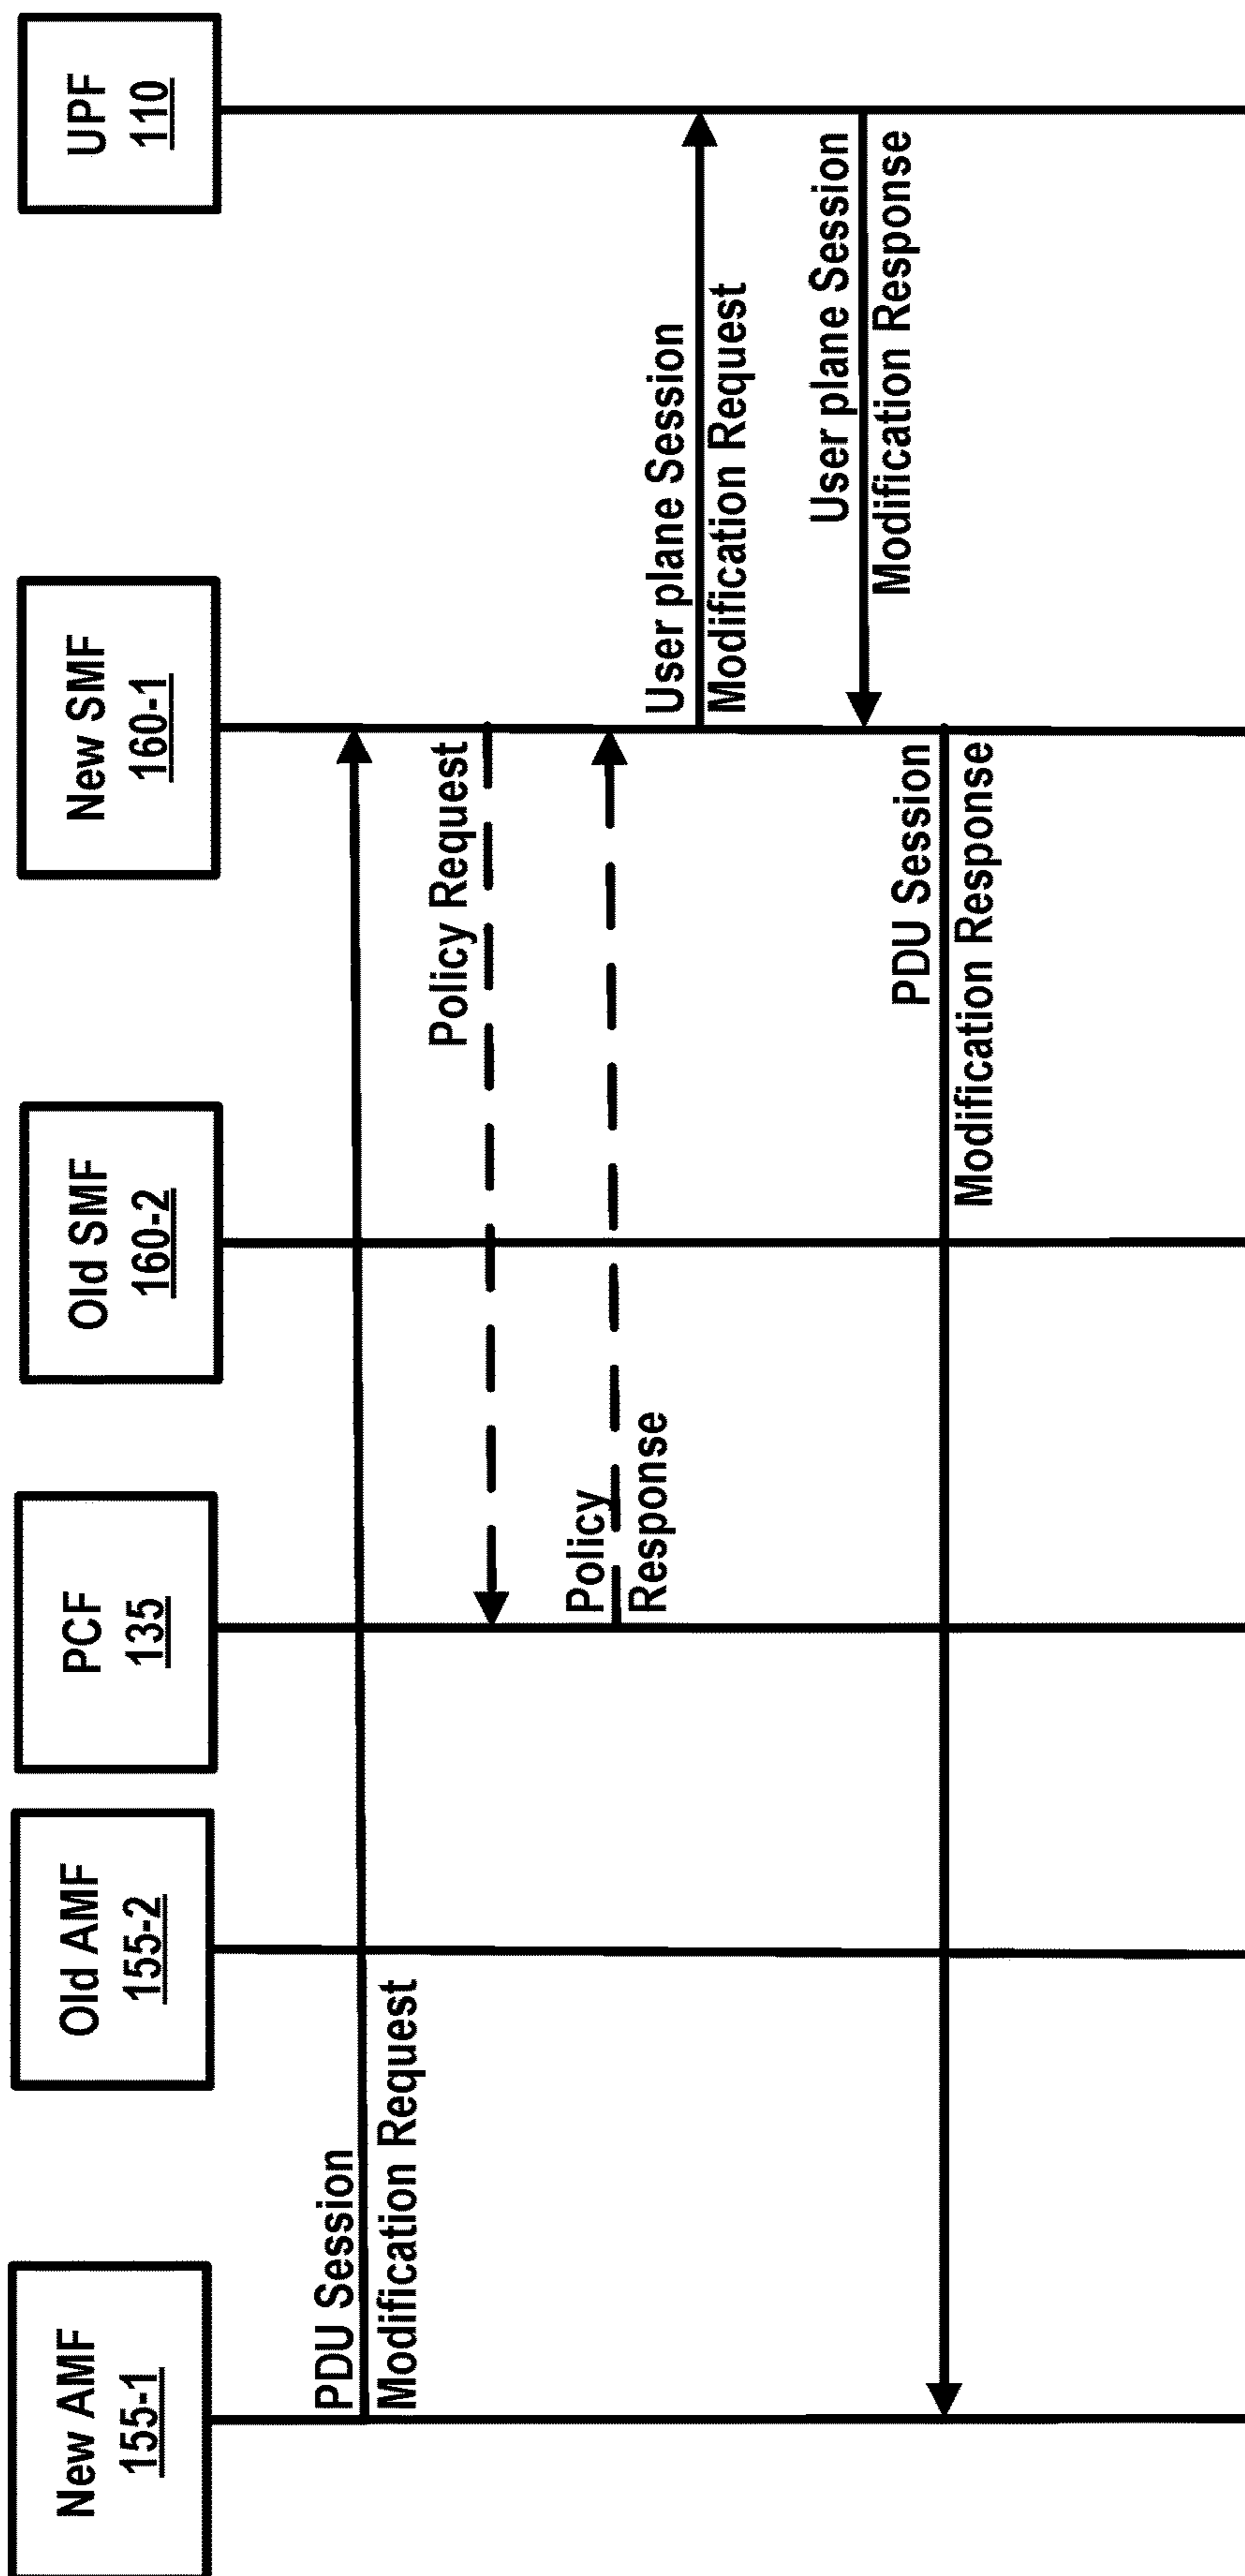 New AMF
155-1
Old AMF
155-2
PCF
135
Old SMF
160-2
New SMF
160-1
UPF
110
PDU Session
Modification Request
Policy Request
Policy
Response
User plane Session
Modification Request
User plane Session
Modification Response
PDU Session
Modification Response